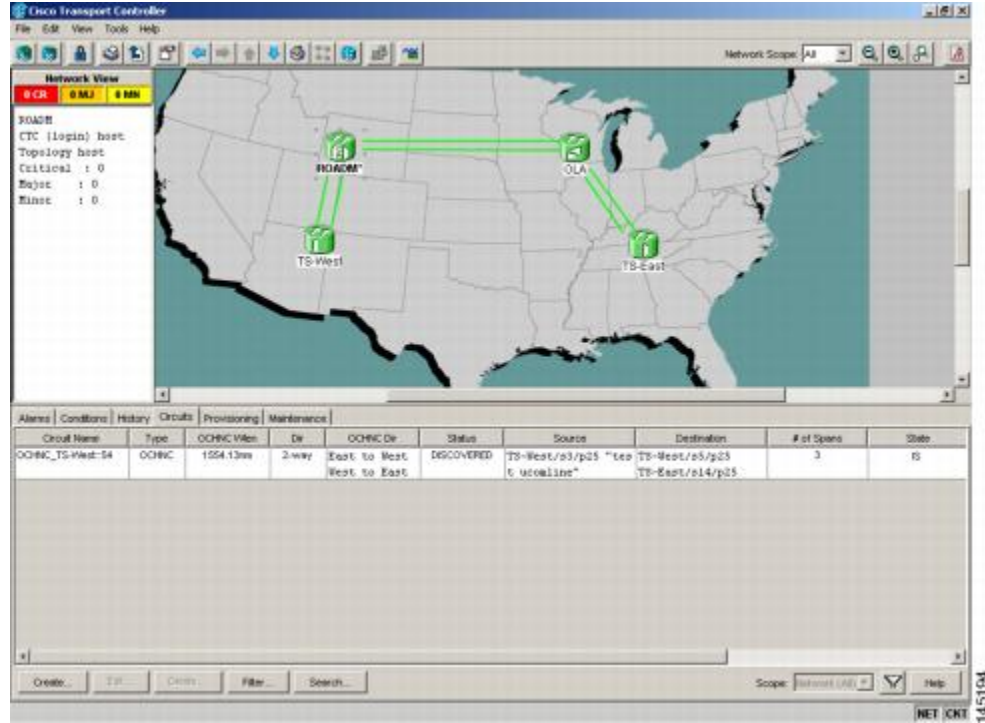 Cisco Transport Controller
File Edit View Tools Help
Network Scope: All
Network View
0 CR 0 MJ 0 MN
ROADM
CTC (login) host
Topology host
Critical : 0
Major : 0
Minor : 0
ROADM*
OLA
TS-West
TS-East
Alarms Conditions History Circuits Provisioning Maintenance
Circuit Name Type OCHNC Wlen Dir OCHNC Dir Status Source Destination # of Spans State
OCHNC_TS-West::54 OCHNC 1554.13nm 2-way East to West DISCOVERED TS-West/s3/p25 "tes TS-West/s5/p25 3 IS
West to East t ucomline" TS-East/s14/p25
Create... Edit... Delete... Filter... Search... Scope: Help
NET CKT
145194